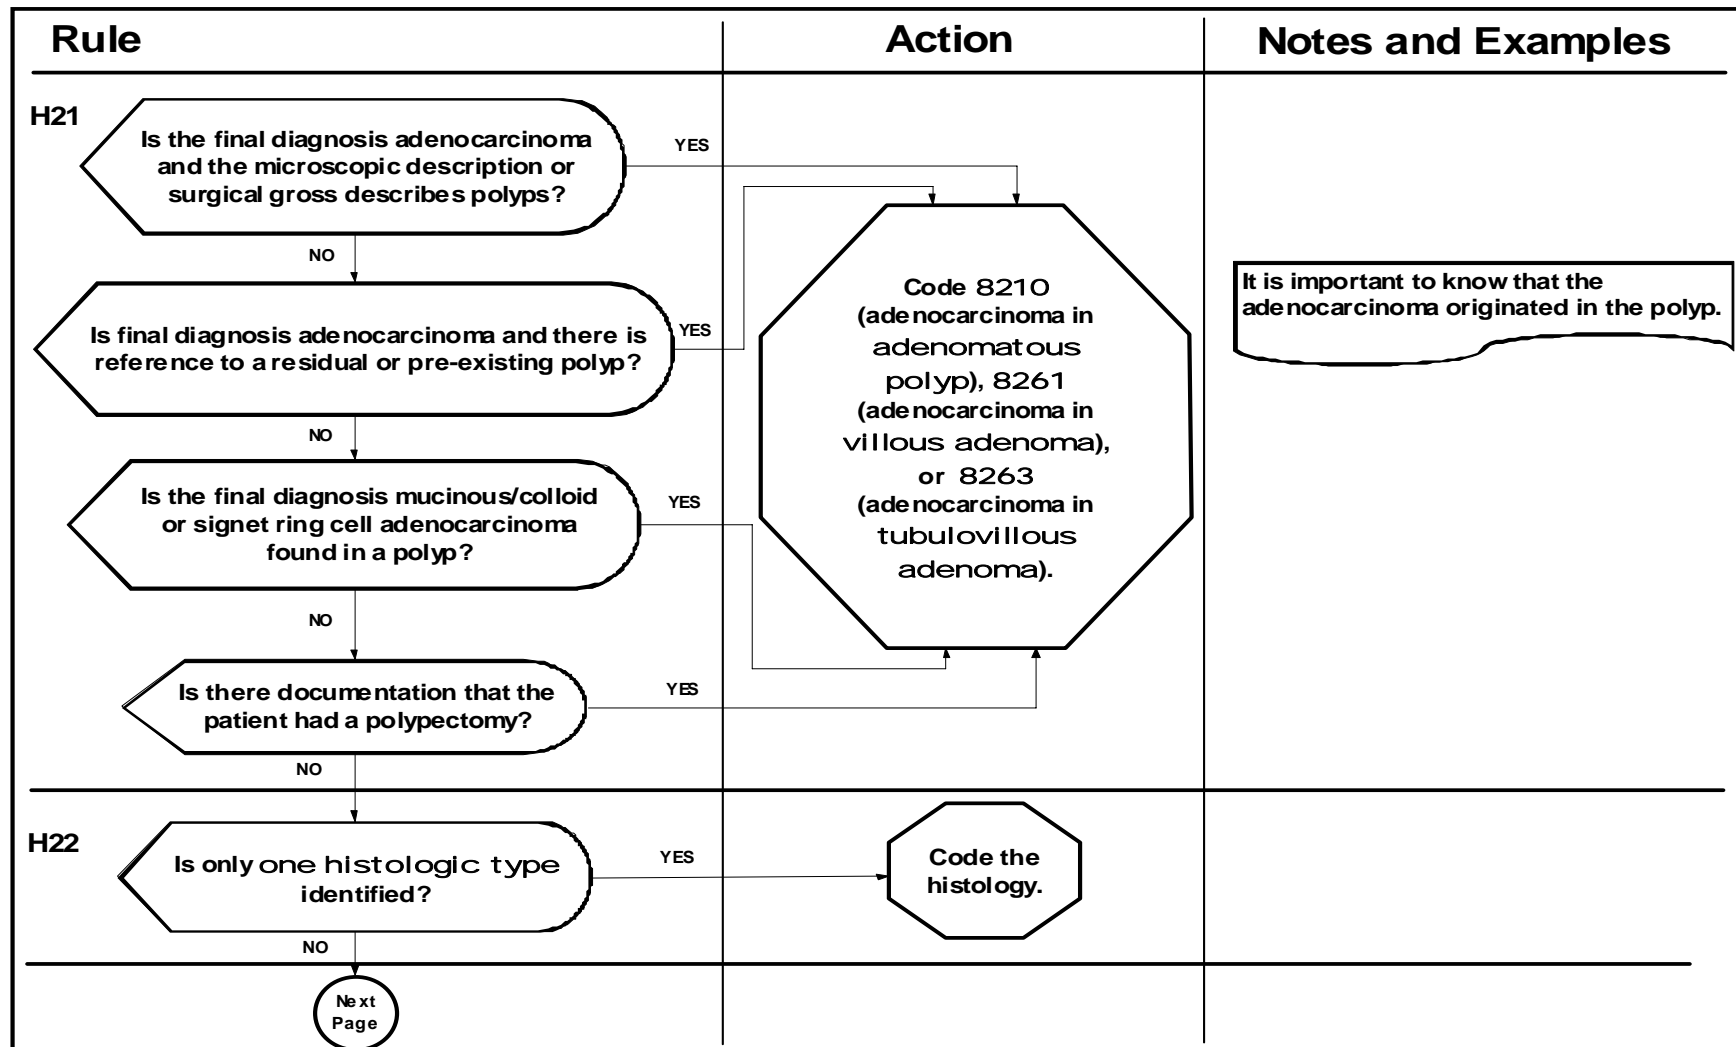 Rule
Action
Notes and Examples
H21
Is the final diagnosis adenocarcinoma
and the microscopic description or
surgical gross describes polyps?
YES
NO
Is final diagnosis adenocarcinoma and there is
reference to a residual or pre-existing polyp?
YES
NO
Is the final diagnosis mucinous/colloid
or signet ring cell adenocarcinoma
found in a polyp?
YES
NO
Is there documentation that the
patient had a polypectomy?
YES
NO
Code 8210
(adenocarcinoma in
adenomatous
polyp), 8261
(adenocarcinoma in
villous adenoma),
or 8263
(adenocarcinoma in
tubulovillous
adenoma).
It is important to know that the
adenocarcinoma originated in the polyp.
H22
Is only one histologic type
identified?
YES
NO
Code the
histology.
Next
Page